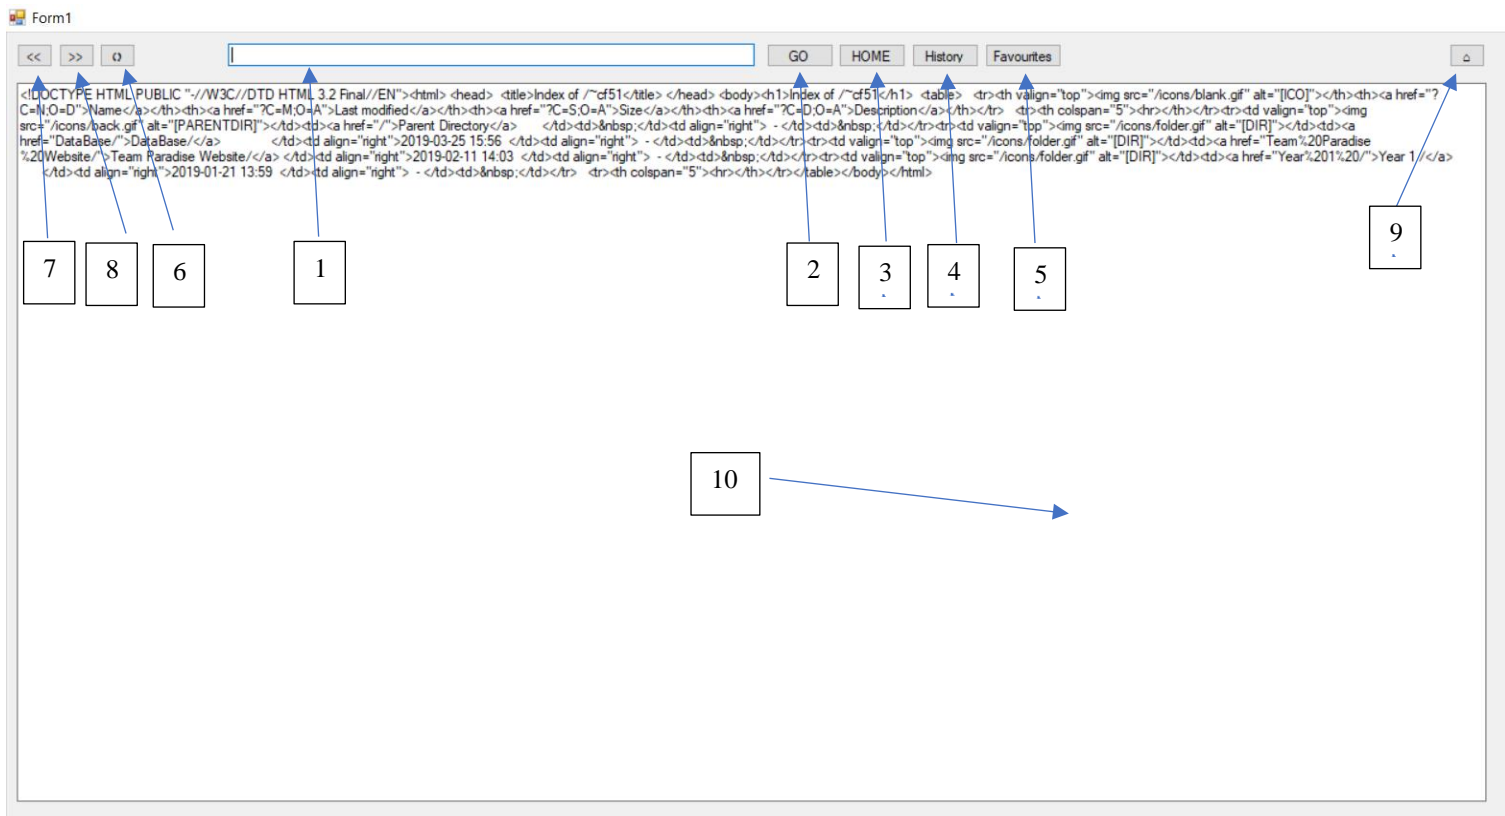 Form1
<< >> ↻ GO HOME History Favourites ⌂
<!DOCTYPE HTML PUBLIC "-//W3C//DTD HTML 3.2 Final//EN"><html> <head> <title>Index of /~cf51</title> </head> <body><h1>Index of /~cf51</h1> <table> <tr><th valign="top"><img src="/icons/blank.gif" alt="[ICO]"></th><th><a href="?
C=N;O=D">Name</a></th><th><a href="?C=M;O=A">Last modified</a></th><th><a href="?C=S;O=A">Size</a></th><th><a href="?C=D;O=A">Description</a></th></tr> <tr><th colspan="5"><hr></th></tr><tr><td valign="top"><img
src="/icons/back.gif" alt="[PARENTDIR]"></td><td><a href="/">Parent Directory</a> </td><td>&nbsp;</td><td align="right"> - </td><td>&nbsp;</td></tr><tr><td valign="top"><img src="/icons/folder.gif" alt="[DIR]"></td><td><a
href="DataBase/">DataBase/</a> </td><td align="right">2019-03-25 15:56 </td><td align="right"> - </td><td>&nbsp;</td></tr><tr><td valign="top"><img src="/icons/folder.gif" alt="[DIR]"></td><td><a href="Team%20Paradise
%20Website/">Team Paradise Website/</a> </td><td align="right">2019-02-11 14:03 </td><td align="right"> - </td><td>&nbsp;</td></tr><tr><td valign="top"><img src="/icons/folder.gif" alt="[DIR]"></td><td><a href="Year%201%20/">Year 1 /</a>
</td><td align="right">2019-01-21 13:59 </td><td align="right"> - </td><td>&nbsp;</td></tr> <tr><th colspan="5"><hr></th></tr></table></body></html>
7 8 6 1 2 3 4 5 9
10